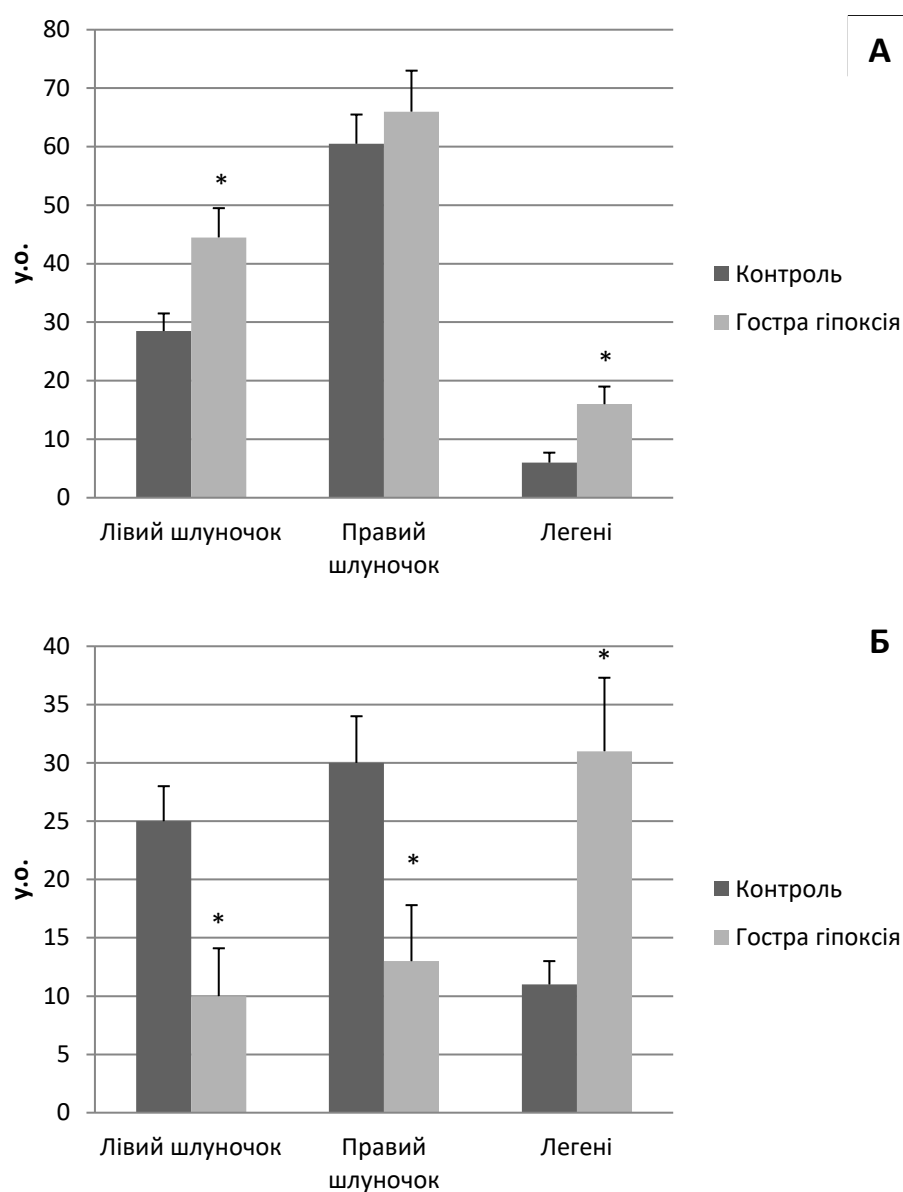 А
80
70
60
50
40
30
20
10
0
у.о.
*
*
Лівий шлуночок
Правий
шлуночок
Легені
Контроль
Гостра гіпоксія
Б
40
35
30
25
20
15
10
5
0
у.о.
*
*
*
Лівий шлуночок
Правий
шлуночок
Легені
Контроль
Гостра гіпоксія